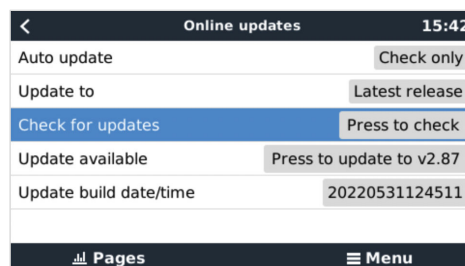 Online updates 15:42
Auto update Check only
Update to Latest release
Check for updates Press to check
Update available Press to update to v2.87
Update build date/time 20220531124511
Pages Menu